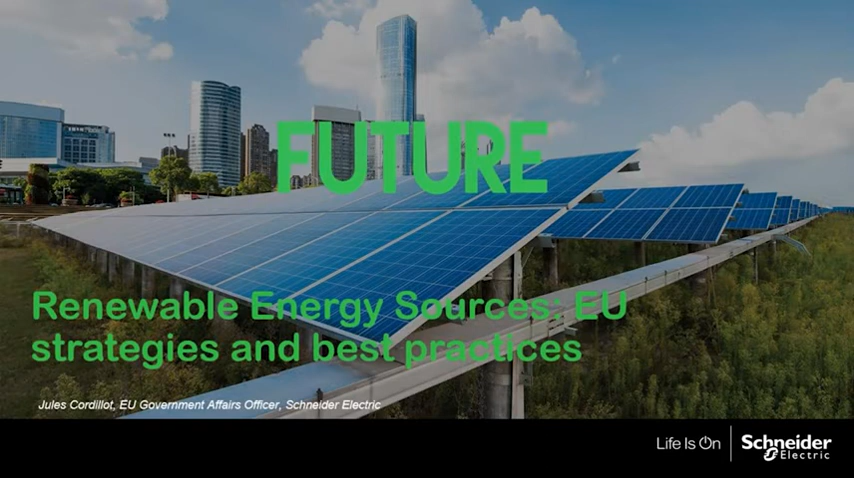 FUTURE
Renewable Energy Sources: EU
strategies and best practices
Jules Cordillot, EU Government Affairs Officer, Schneider Electric
Life Is On
Schneider
Electric